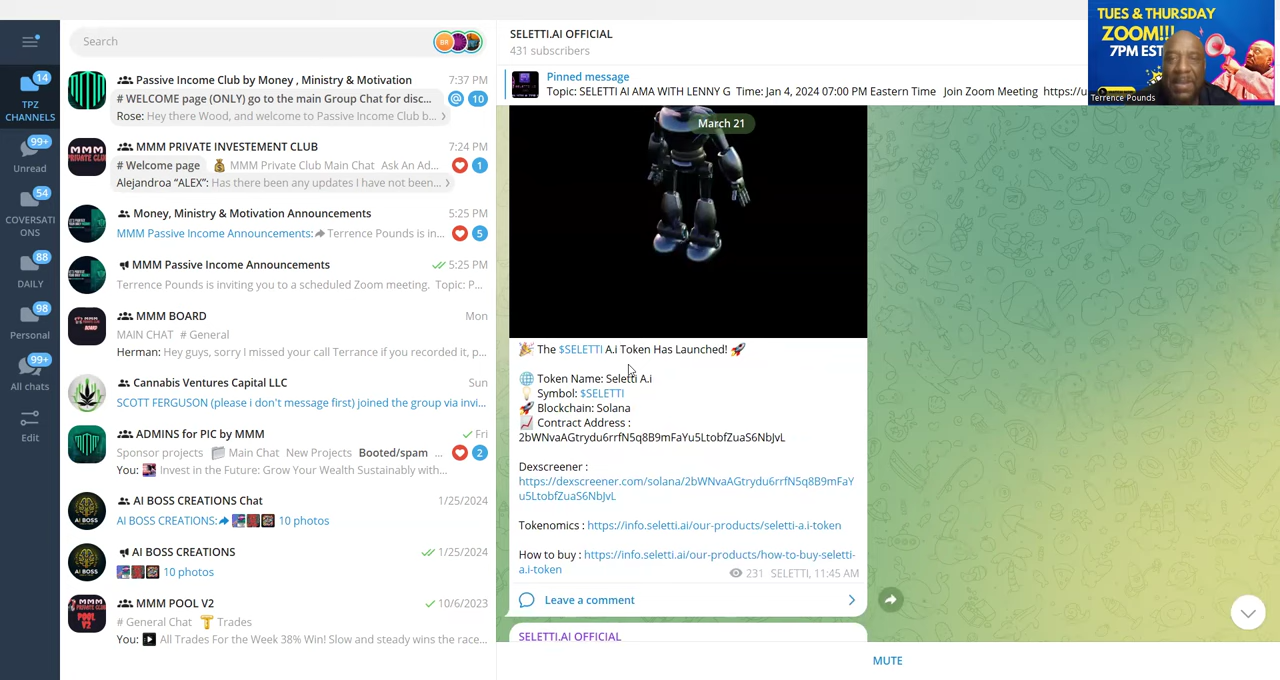 Search
BR
14
TPZ
CHANNELS
99+
Unread
54
COVERSATI
ONS
88
DAILY
98
Personal
99+
All chats
Edit
Passive Income Club by Money , Ministry & Motivation 7:37 PM
# WELCOME page (ONLY) go to the main Group Chat for disc... @ 10
Rose: Hey there Wood, and welcome to Passive Income Club b...
MMM PRIVATE INVESTEMENT CLUB 7:24 PM
# Welcome page MMM Private Club Main Chat Ask An Ad... 1
Alejandroa “ALEX”: Has there been any updates I have not been...
Money, Ministry & Motivation Announcements 5:25 PM
MMM Passive Income Announcements: Terrence Pounds is in... 5
MMM Passive Income Announcements 5:25 PM
Terrence Pounds is inviting you to a scheduled Zoom meeting. Topic: P...
MMM BOARD Mon
MAIN CHAT # General
Herman: Hey guys, sorry I missed your call Terrance if you recorded it, p...
Cannabis Ventures Capital LLC Sun
SCOTT FERGUSON (please i don't message first) joined the group via invi...
ADMINS for PIC by MMM Fri
Sponsor projects Main Chat New Projects Booted/spam ... 2
You: Invest in the Future: Grow Your Wealth Sustainably with...
AI BOSS CREATIONS Chat 1/25/2024
AI BOSS CREATIONS: 10 photos
AI BOSS CREATIONS 1/25/2024
10 photos
MMM POOL V2 10/6/2023
# General Chat Trades
You: All Trades For the Week 38% Win! Slow and steady wins the race...
SELETTI.AI OFFICIAL
431 subscribers
Pinned message
Topic: SELETTI AI AMA WITH LENNY G Time: Jan 4, 2024 07:00 PM Eastern Time Join Zoom Meeting https://u
TUES & THURSDAY
ZOOM!!!
7PM EST
Terrence Pounds
March 21
The $SELETTI A.i Token Has Launched!
Token Name: Seletti A.i
Symbol: $SELETTI
Blockchain: Solana
Contract Address :
2bWNvaAGtrydu6rrfN5q8B9mFaYu5LtobfZuaS6NbJvL
Dexscreener :
https://dexscreener.com/solana/2bWNvaAGtrydu6rrfN5q8B9mFaY
u5LtobfZuaS6NbJvL
Tokenomics : https://info.seletti.ai/our-products/seletti-a.i-token
How to buy : https://info.seletti.ai/our-products/how-to-buy-seletti-
a.i-token 231 SELETTI, 11:45 AM
Leave a comment
SELETTI.AI OFFICIAL
MUTE